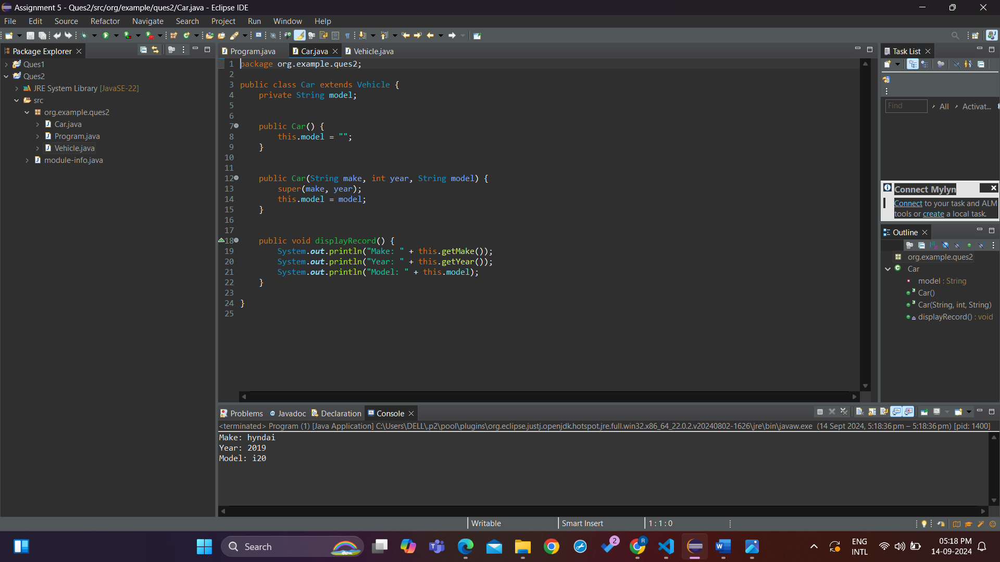 Assignment 5 - Ques2/src/org/example/ques2/Car.java - Eclipse IDE
File Edit Source Refactor Navigate Search Project Run Window Help
Package Explorer
Ques1
Ques2
JRE System Library [JavaSE-22]
src
org.example.ques2
Car.java
Program.java
Vehicle.java
module-info.java
Program.java Car.java Vehicle.java
1 package org.example.ques2;
2
3 public class Car extends Vehicle {
4 private String model;
5
6
7 public Car() {
8 this.model = "";
9 }
10
11
12 public Car(String make, int year, String model) {
13 super(make, year);
14 this.model = model;
15 }
16
17
18 public void displayRecord() {
19 System.out.println("Make: " + this.getMake());
20 System.out.println("Year: " + this.getYear());
21 System.out.println("Model: " + this.model);
22 }
23
24 }
25
Task List
Find All Activat...
Connect Mylyn
Connect to your task and ALM
tools or create a local task.
Outline
org.example.ques2
Car
model : String
Car()
Car(String, int, String)
displayRecord() : void
Problems Javadoc Declaration Console
<terminated> Program (1) [Java Application] C:\Users\DELL\.p2\pool\plugins\org.eclipse.justj.openjdk.hotspot.jre.full.win32.x86_64_22.0.2.v20240802-1626\jre\bin\javaw.exe (14 Sept 2024, 5:18:36 pm – 5:18:36 pm) [pid: 1400]
Make: hyndai
Year: 2019
Model: i20
Writable Smart Insert 1 : 1 : 0
Search
2
R
ENG
INTL
05:18 PM
14-09-2024